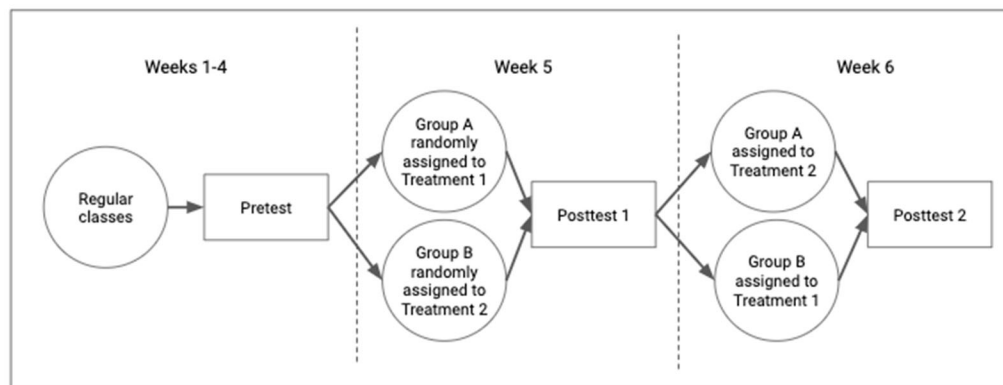 Weeks 1-4
Week 5
Week 6
Regular
classes
Pretest
Group A
randomly
assigned to
Treatment 1
Group B
randomly
assigned to
Treatment 2
Posttest 1
Group A
assigned to
Treatment 2
Group B
assigned to
Treatment 1
Posttest 2